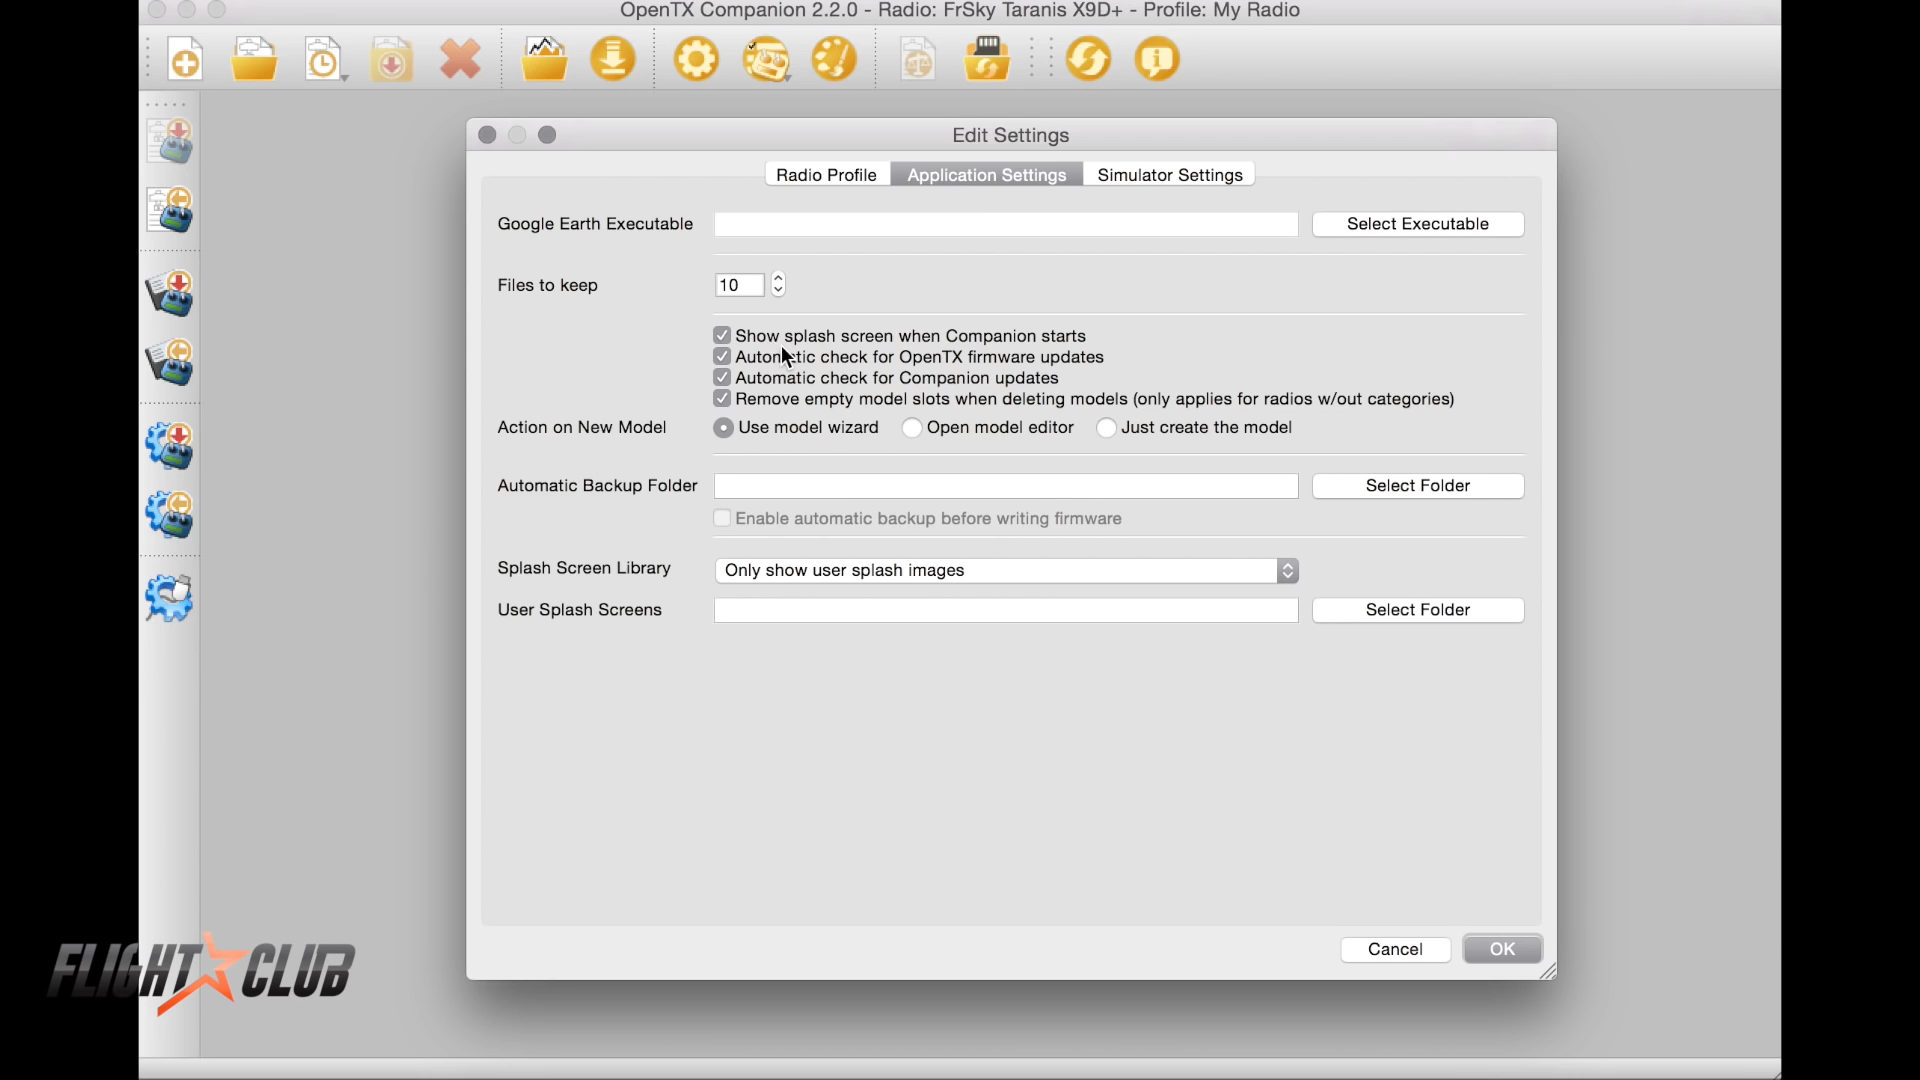 OpenTX Companion 2.2.0 - Radio: FrSky Taranis X9D+ - Profile: My Radio
Edit Settings
Radio Profile Application Settings Simulator Settings
Google Earth Executable Select Executable
Files to keep 10
Show splash screen when Companion starts
Automatic check for OpenTX firmware updates
Automatic check for Companion updates
Remove empty model slots when deleting models (only applies for radios w/out categories)
Action on New Model Use model wizard Open model editor Just create the model
Automatic Backup Folder Select Folder
Enable automatic backup before writing firmware
Splash Screen Library Only show user splash images
User Splash Screens Select Folder
Cancel OK
FLIGHT CLUB